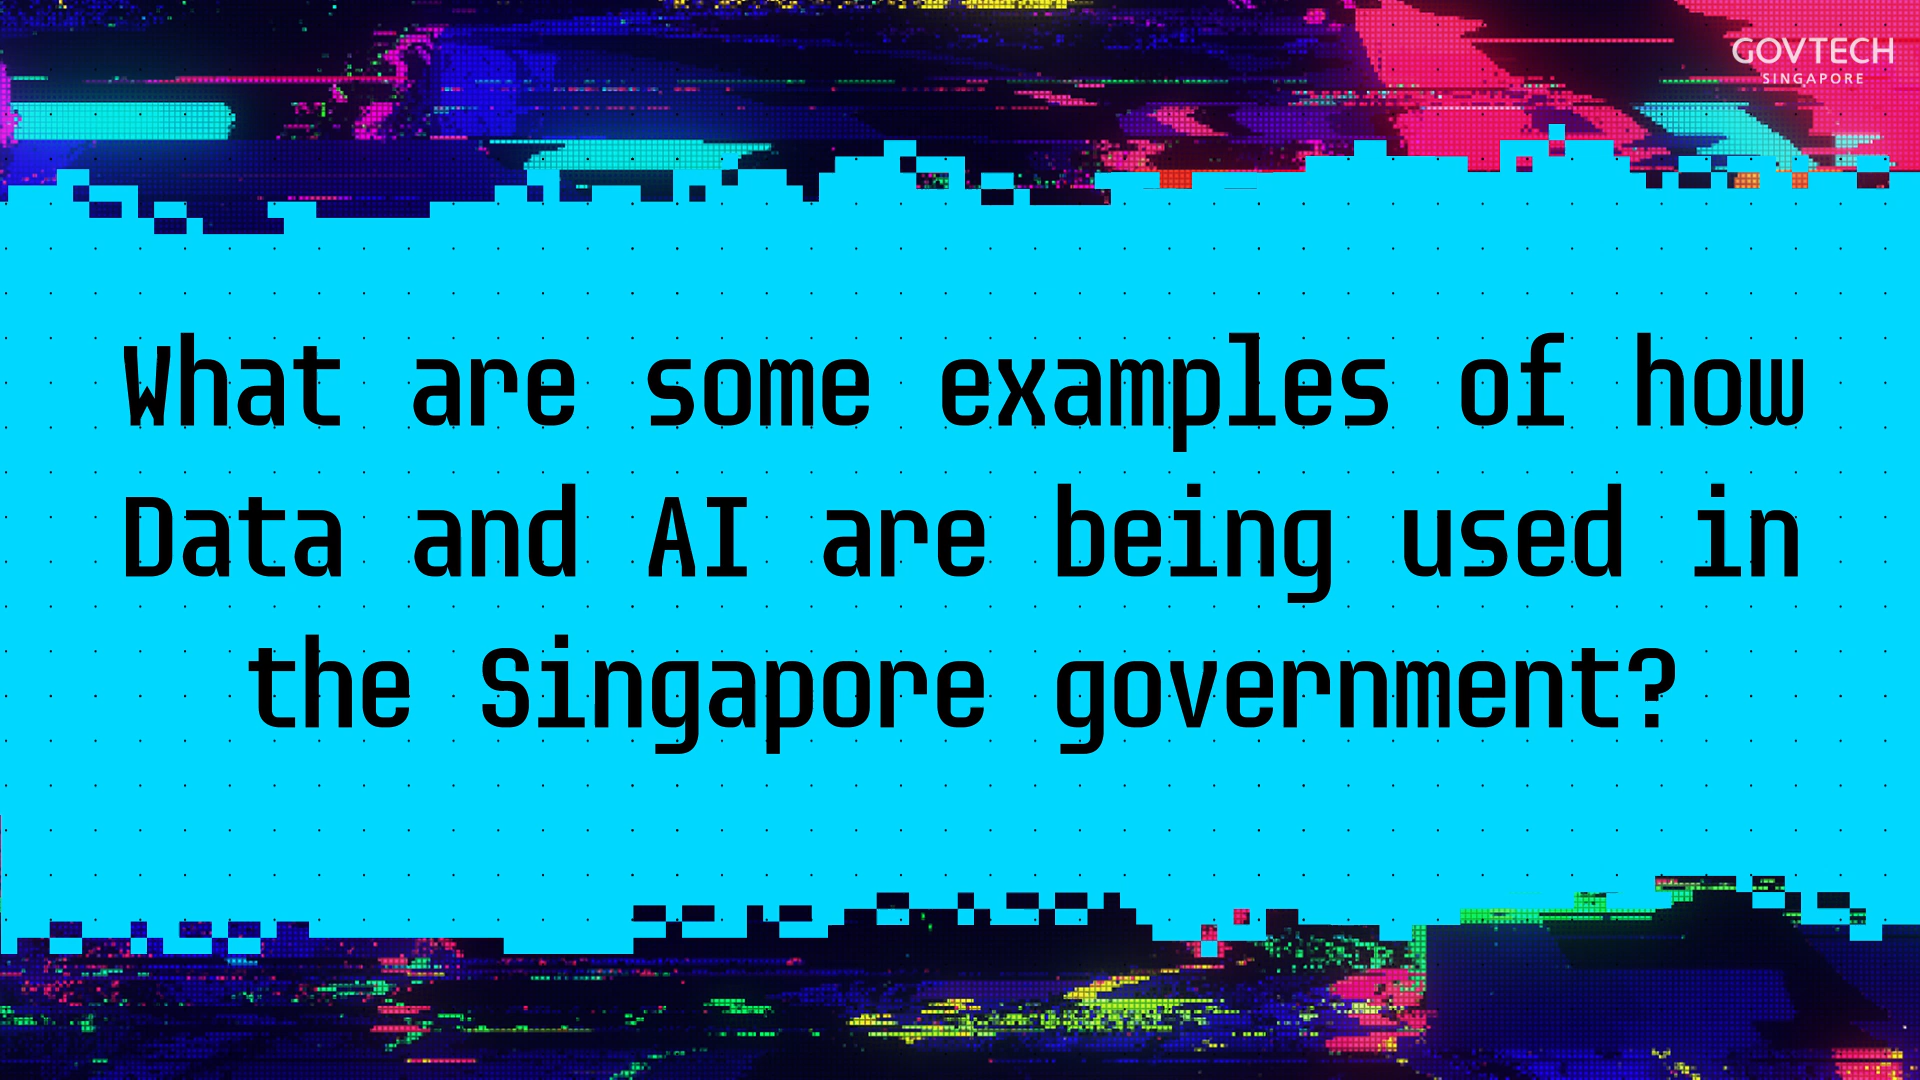 GOVTECH
SINGAPORE
What are some examples of how
Data and AI are being used in
the Singapore government?